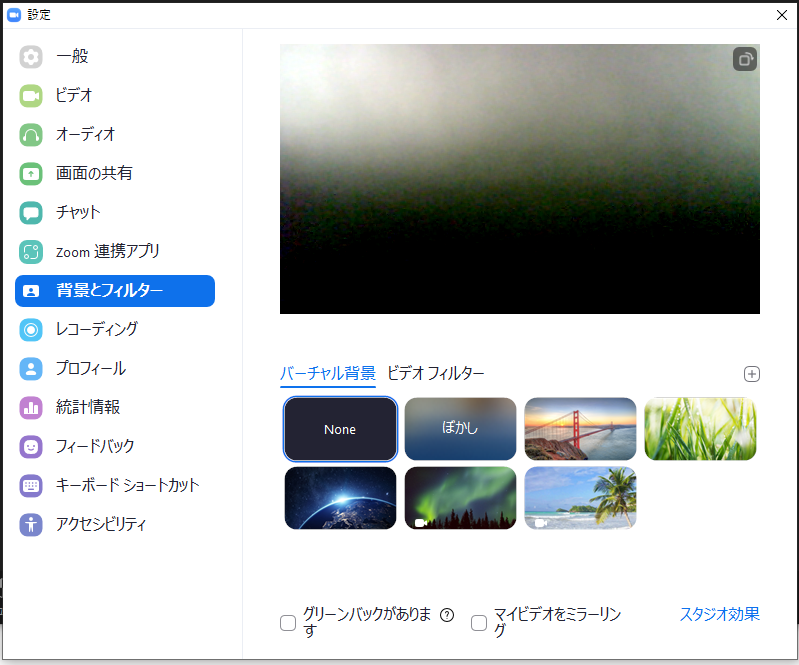 設定
一般
ビデオ
オーディオ
画面の共有
チャット
Zoom 連携アプリ
背景とフィルター
レコーディング
プロフィール
統計情報
フィードバック
キーボード ショートカット
アクセシビリティ
バーチャル背景 ビデオ フィルター
None
ぼかし
グリーンバックがありま
す
マイビデオをミラーリン
グ
スタジオ効果